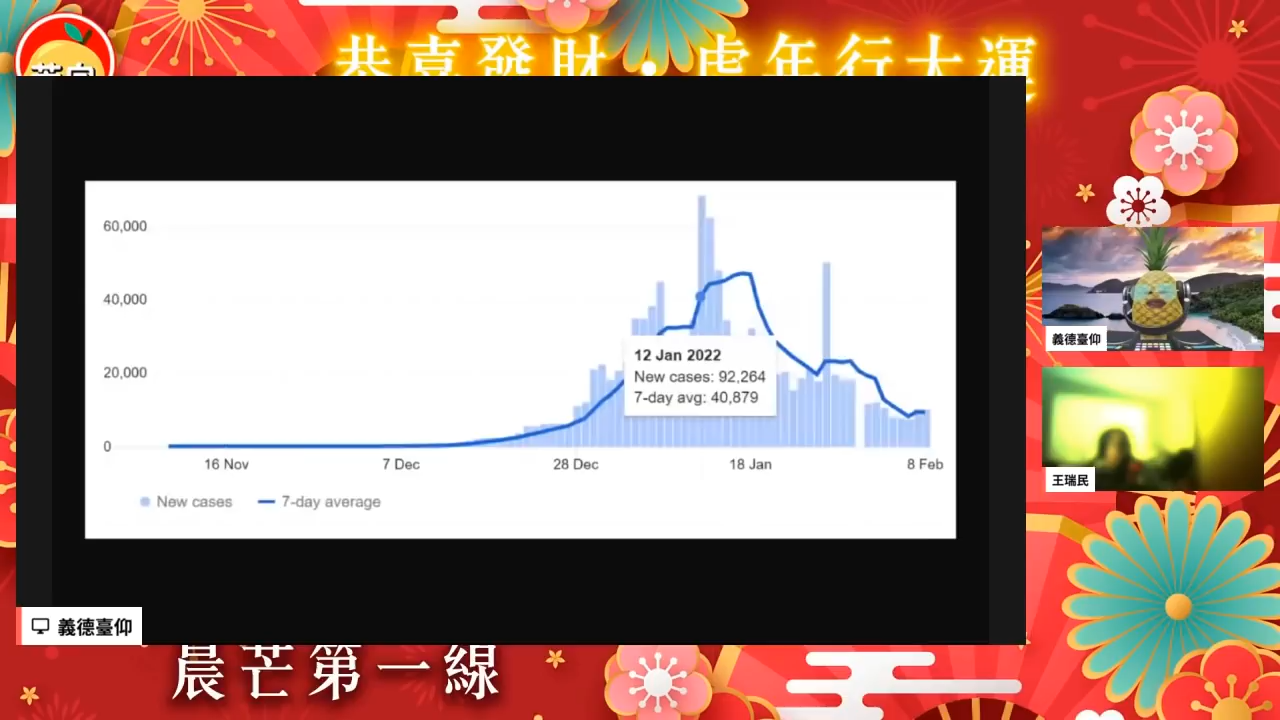 恭喜發財・虎年行大運
60,000
40,000
20,000
0
12 Jan 2022
New cases: 92,264
7-day avg: 40,879
16 Nov
7 Dec
28 Dec
18 Jan
8 Feb
New cases
7-day average
義德臺仰
王瑞民
義德臺仰
晨芒第一線